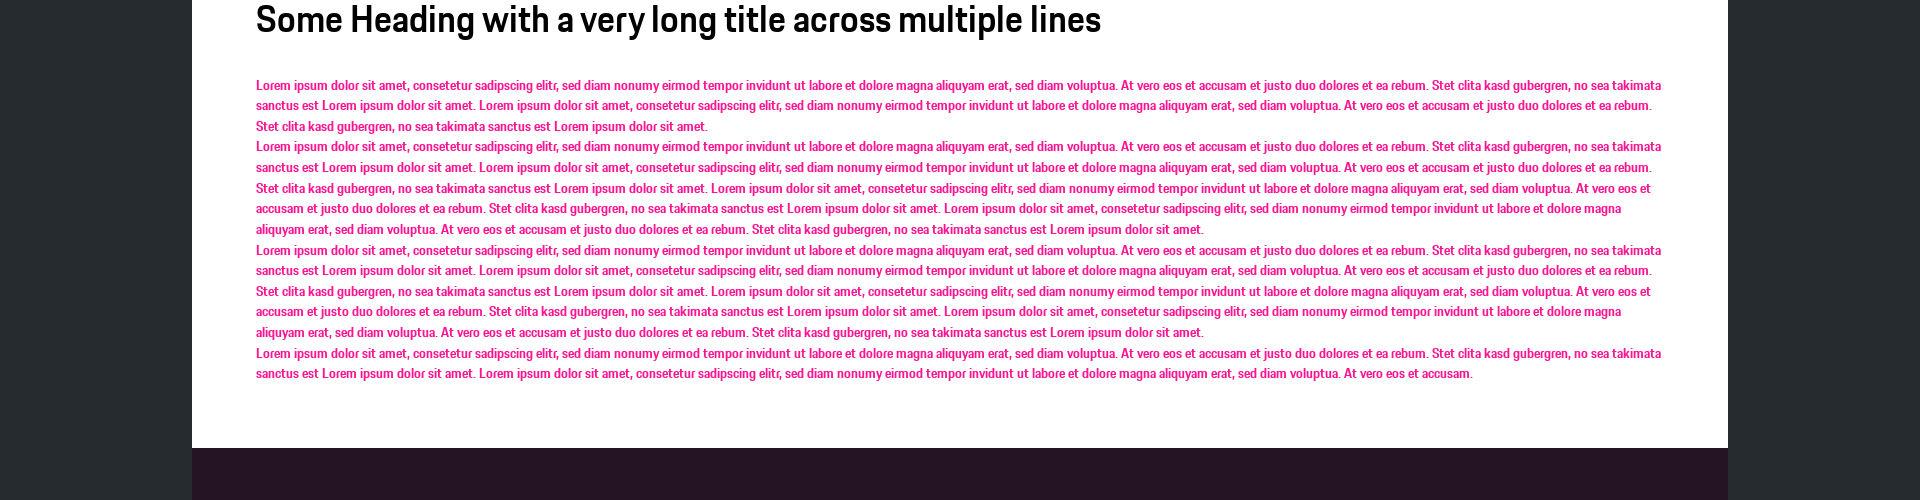 Some Heading with a very long title across multiple lines
Lorem ipsum dolor sit amet, consetetur sadipscing elitr, sed diam nonumy eirmod tempor invidunt ut labore et dolore magna aliquyam erat, sed diam voluptua. At vero eos et accusam et justo duo dolores et ea rebum. Stet clita kasd gubergren, no sea takimata
sanctus est Lorem ipsum dolor sit amet. Lorem ipsum dolor sit amet, consetetur sadipscing elitr, sed diam nonumy eirmod tempor invidunt ut labore et dolore magna aliquyam erat, sed diam voluptua. At vero eos et accusam et justo duo dolores et ea rebum.
Stet clita kasd gubergren, no sea takimata sanctus est Lorem ipsum dolor sit amet.
Lorem ipsum dolor sit amet, consetetur sadipscing elitr, sed diam nonumy eirmod tempor invidunt ut labore et dolore magna aliquyam erat, sed diam voluptua. At vero eos et accusam et justo duo dolores et ea rebum. Stet clita kasd gubergren, no sea takimata
sanctus est Lorem ipsum dolor sit amet. Lorem ipsum dolor sit amet, consetetur sadipscing elitr, sed diam nonumy eirmod tempor invidunt ut labore et dolore magna aliquyam erat, sed diam voluptua. At vero eos et accusam et justo duo dolores et ea rebum.
Stet clita kasd gubergren, no sea takimata sanctus est Lorem ipsum dolor sit amet. Lorem ipsum dolor sit amet, consetetur sadipscing elitr, sed diam nonumy eirmod tempor invidunt ut labore et dolore magna aliquyam erat, sed diam voluptua. At vero eos et
accusam et justo duo dolores et ea rebum. Stet clita kasd gubergren, no sea takimata sanctus est Lorem ipsum dolor sit amet. Lorem ipsum dolor sit amet, consetetur sadipscing elitr, sed diam nonumy eirmod tempor invidunt ut labore et dolore magna
aliquyam erat, sed diam voluptua. At vero eos et accusam et justo duo dolores et ea rebum. Stet clita kasd gubergren, no sea takimata sanctus est Lorem ipsum dolor sit amet.
Lorem ipsum dolor sit amet, consetetur sadipscing elitr, sed diam nonumy eirmod tempor invidunt ut labore et dolore magna aliquyam erat, sed diam voluptua. At vero eos et accusam et justo duo dolores et ea rebum. Stet clita kasd gubergren, no sea takimata
sanctus est Lorem ipsum dolor sit amet. Lorem ipsum dolor sit amet, consetetur sadipscing elitr, sed diam nonumy eirmod tempor invidunt ut labore et dolore magna aliquyam erat, sed diam voluptua. At vero eos et accusam et justo duo dolores et ea rebum.
Stet clita kasd gubergren, no sea takimata sanctus est Lorem ipsum dolor sit amet. Lorem ipsum dolor sit amet, consetetur sadipscing elitr, sed diam nonumy eirmod tempor invidunt ut labore et dolore magna aliquyam erat, sed diam voluptua. At vero eos et
accusam et justo duo dolores et ea rebum. Stet clita kasd gubergren, no sea takimata sanctus est Lorem ipsum dolor sit amet. Lorem ipsum dolor sit amet, consetetur sadipscing elitr, sed diam nonumy eirmod tempor invidunt ut labore et dolore magna
aliquyam erat, sed diam voluptua. At vero eos et accusam et justo duo dolores et ea rebum. Stet clita kasd gubergren, no sea takimata sanctus est Lorem ipsum dolor sit amet.
Lorem ipsum dolor sit amet, consetetur sadipscing elitr, sed diam nonumy eirmod tempor invidunt ut labore et dolore magna aliquyam erat, sed diam voluptua. At vero eos et accusam et justo duo dolores et ea rebum. Stet clita kasd gubergren, no sea takimata
sanctus est Lorem ipsum dolor sit amet. Lorem ipsum dolor sit amet, consetetur sadipscing elitr, sed diam nonumy eirmod tempor invidunt ut labore et dolore magna aliquyam erat, sed diam voluptua. At vero eos et accusam.